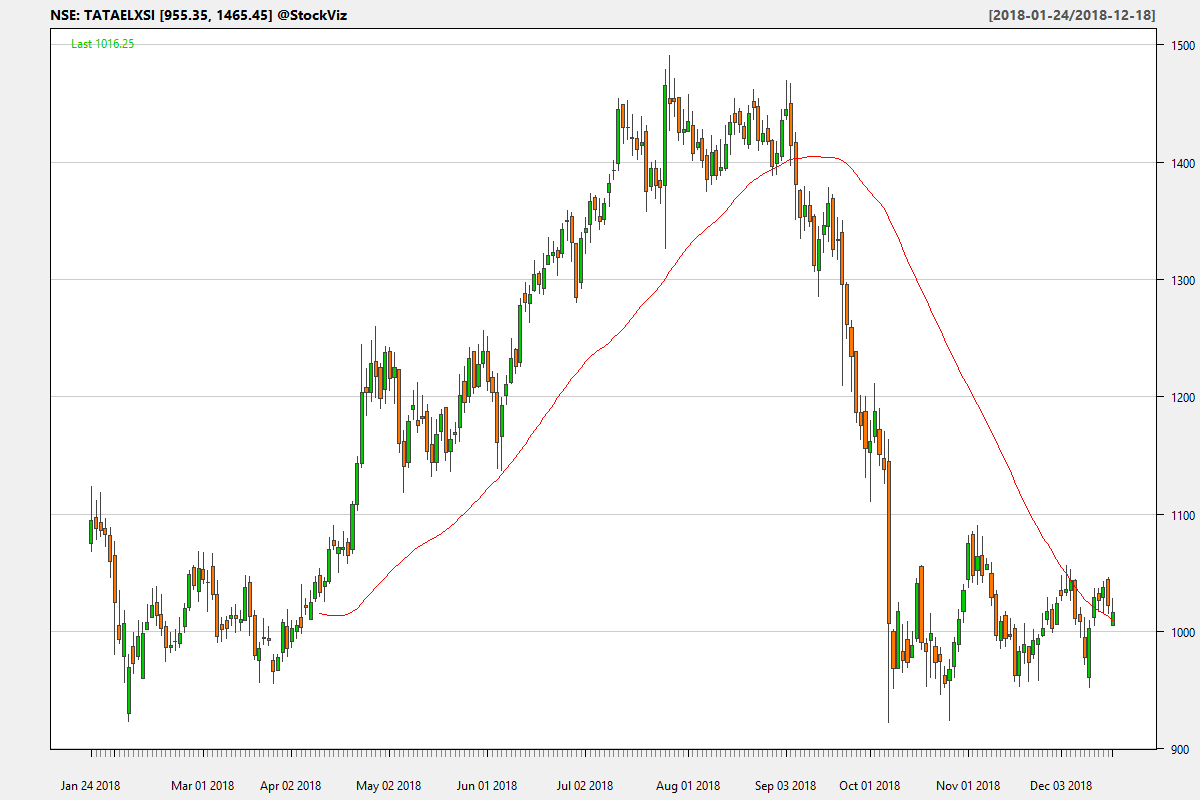 NSE: TATAELXSI [955.35, 1465.45] @StockViz
[2018-01-24/2018-12-18]
Last 1016.25
1500
1400
1300
1200
1100
1000
900
Jan 24 2018 Mar 01 2018 Apr 02 2018 May 02 2018 Jun 01 2018 Jul 02 2018 Aug 01 2018 Sep 03 2018 Oct 01 2018 Nov 01 2018 Dec 03 2018